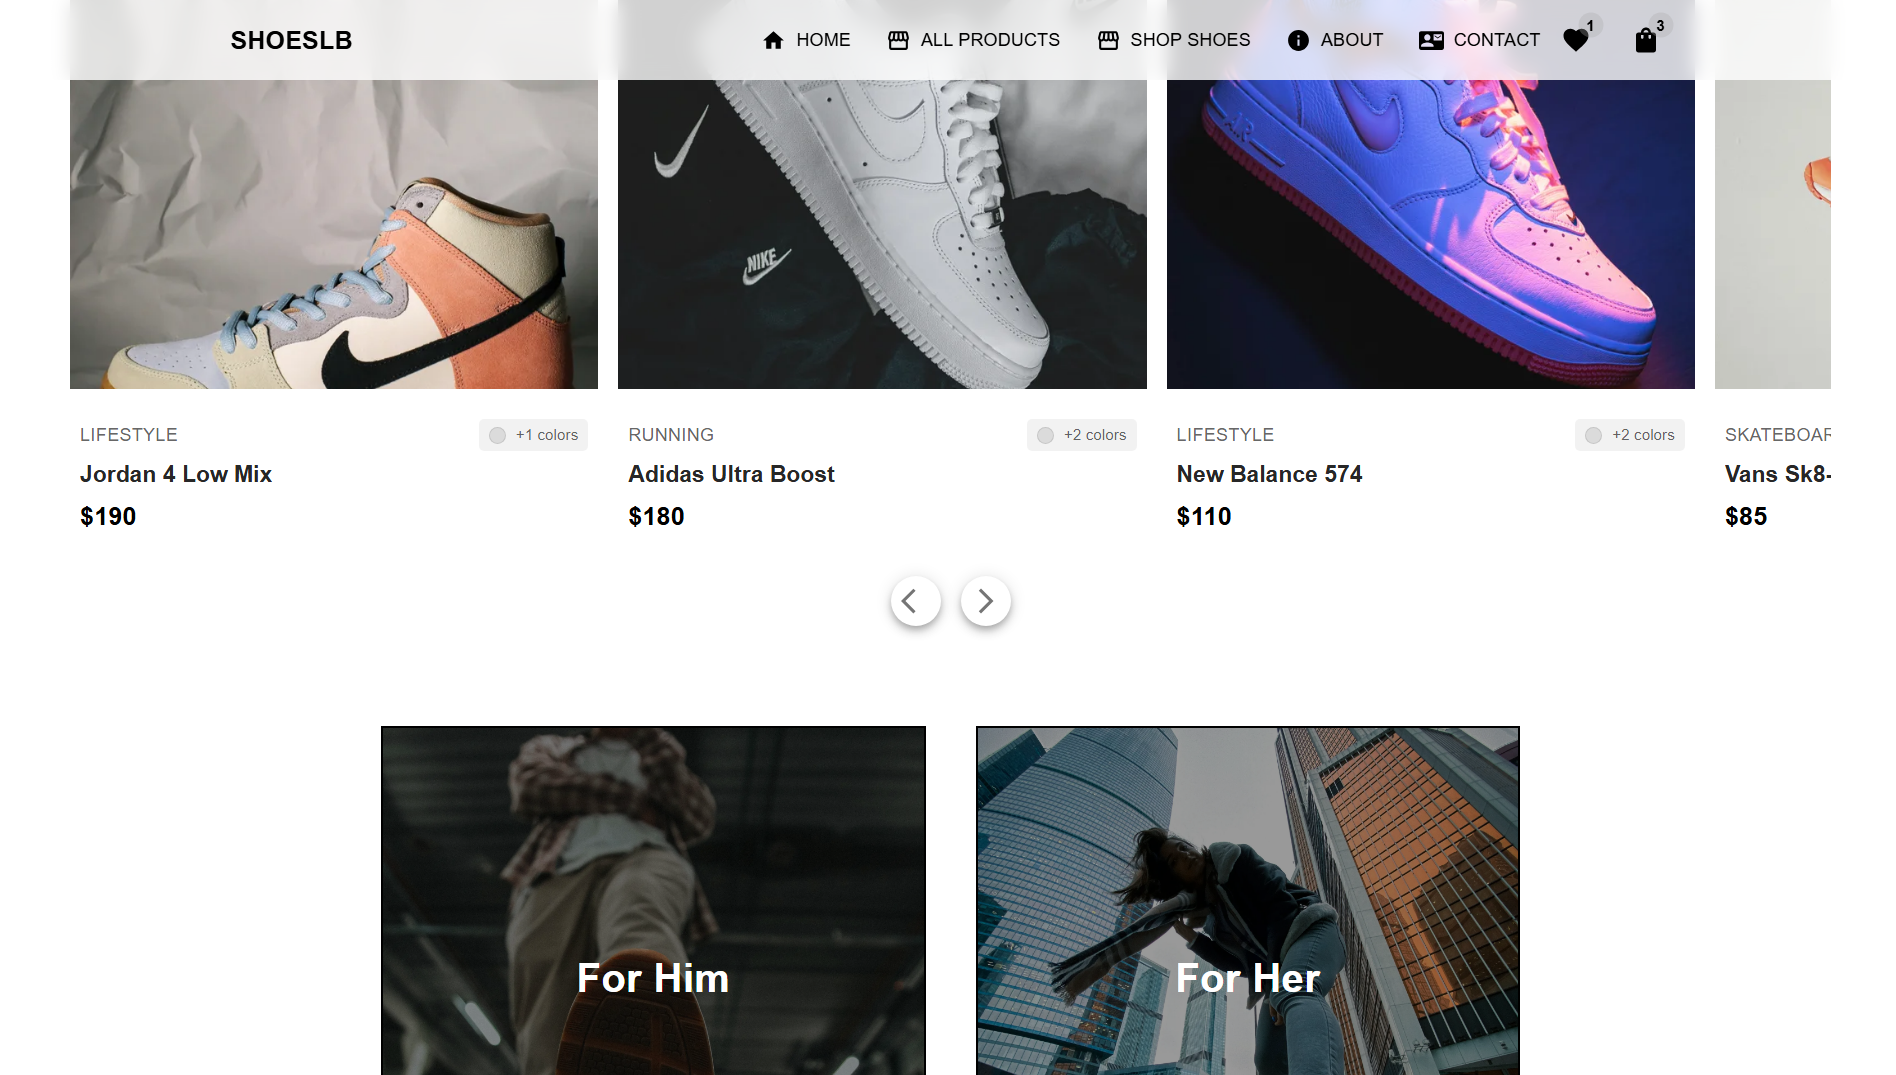 SHOESLB
HOME
ALL PRODUCTS
SHOP SHOES
ABOUT
CONTACT
1
3
NIKE
AIR
LIFESTYLE
+1 colors
Jordan 4 Low Mix
$190
RUNNING
+2 colors
Adidas Ultra Boost
$180
LIFESTYLE
+2 colors
New Balance 574
$110
SKATEBOAR
Vans Sk8-
$85
For Him
For Her